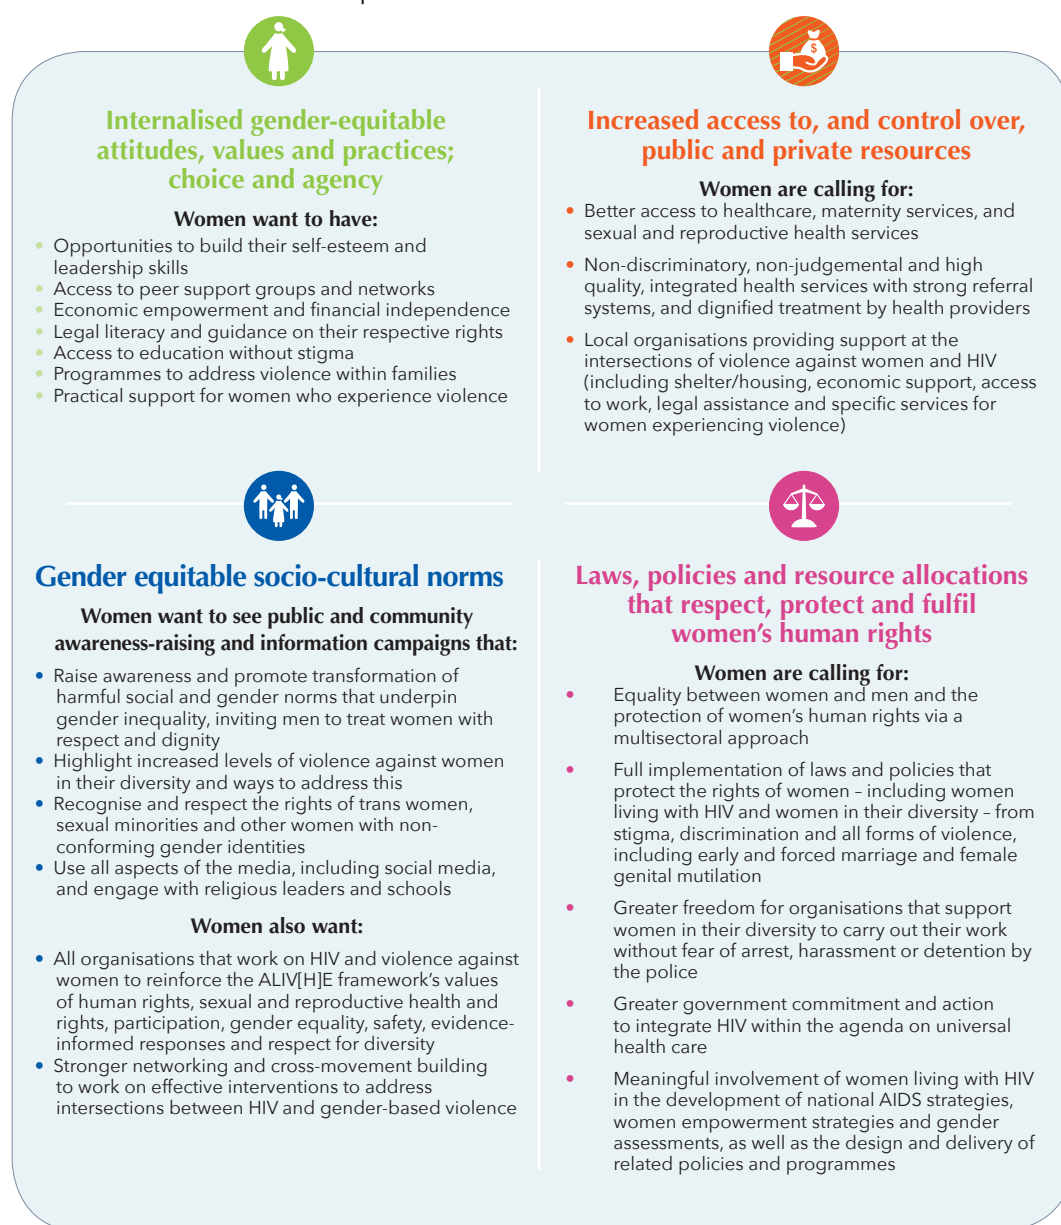 Internalised gender-equitable
attitudes, values and practices;
choice and agency
Women want to have:
• Opportunities to build their self-esteem and
leadership skills
• Access to peer support groups and networks
• Economic empowerment and financial independence
• Legal literacy and guidance on their respective rights
• Access to education without stigma
• Programmes to address violence within families
• Practical support for women who experience violence
$
Increased access to, and control over,
public and private resources
Women are calling for:
• Better access to healthcare, maternity services, and
sexual and reproductive health services
• Non-discriminatory, non-judgemental and high
quality, integrated health services with strong referral
systems, and dignified treatment by health providers
• Local organisations providing support at the
intersections of violence against women and HIV
(including shelter/housing, economic support, access
to work, legal assistance and specific services for
women experiencing violence)
Gender equitable socio-cultural norms
Women want to see public and community
awareness-raising and information campaigns that:
• Raise awareness and promote transformation of
harmful social and gender norms that underpin
gender inequality, inviting men to treat women with
respect and dignity
• Highlight increased levels of violence against women
in their diversity and ways to address this
• Recognise and respect the rights of trans women,
sexual minorities and other women with non-
conforming gender identities
• Use all aspects of the media, including social media,
and engage with religious leaders and schools
Women also want:
• All organisations that work on HIV and violence against
women to reinforce the ALIV[H]E framework's values
of human rights, sexual and reproductive health and
rights, participation, gender equality, safety, evidence-
informed responses and respect for diversity
• Stronger networking and cross-movement building
to work on effective interventions to address
intersections between HIV and gender-based violence
Laws, policies and resource allocations
that respect, protect and fulfil
women's human rights
Women are calling for:
• Equality between women and men and the
protection of women's human rights via a
multisectoral approach
• Full implementation of laws and policies that
protect the rights of women – including women
living with HIV and women in their diversity – from
stigma, discrimination and all forms of violence,
including early and forced marriage and female
genital mutilation
• Greater freedom for organisations that support
women in their diversity to carry out their work
without fear of arrest, harassment or detention by
the police
• Greater government commitment and action
to integrate HIV within the agenda on universal
health care
• Meaningful involvement of women living with HIV
in the development of national AIDS strategies,
women empowerment strategies and gender
assessments, as well as the design and delivery of
related policies and programmes